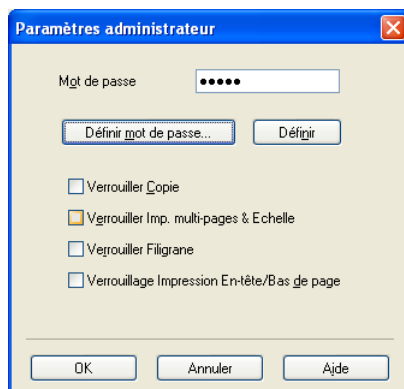 Paramètres administrateur
Mot de passe •••••
Définir mot de passe... Définir
Verrouiller Copie
Verrouiller Imp. multi-pages & Echelle
Verrouiller Filigrane
Verrouillage Impression En-tête/Bas de page
OK Annuler Aide